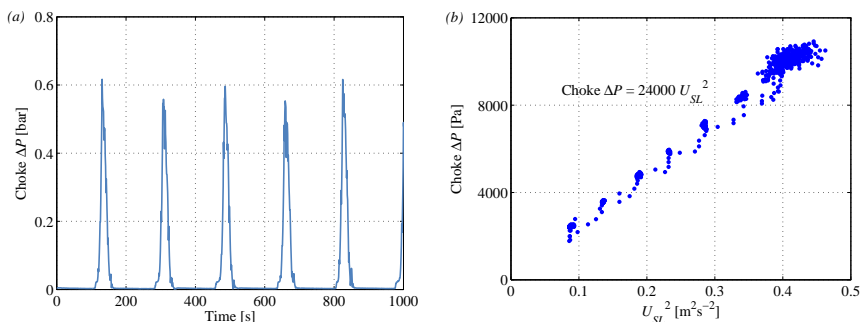 (a)
0.8
0.6
0.4
0.2
0
Choke ΔP [bar]
0 200 400 600 800 1000
Time [s]
(b)
12000
8000
4000
0
Choke ΔP [Pa]
Choke ΔP = 24000 U_SL^2
0 0.1 0.2 0.3 0.4 0.5
U_SL^2 [m^2s^-2]